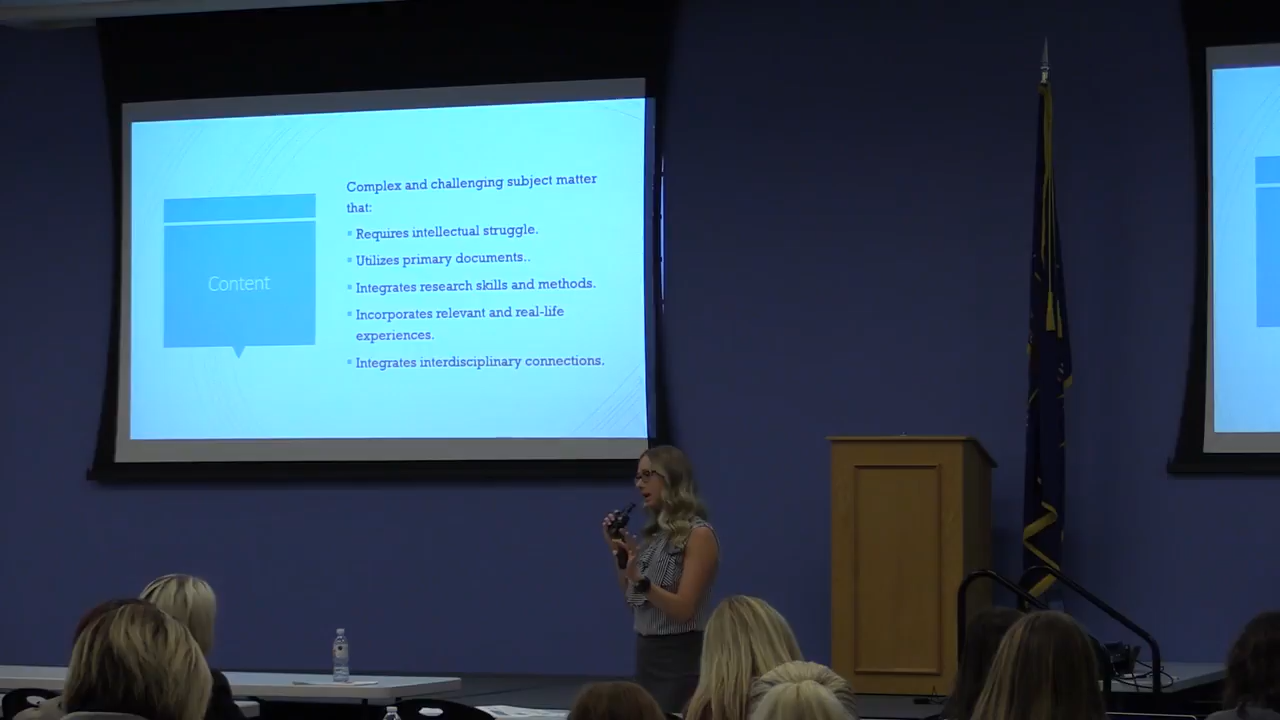 Content
Complex and challenging subject matter
that:
Requires intellectual struggle.
Utilizes primary documents..
Integrates research skills and methods.
Incorporates relevant and real-life
experiences.
Integrates interdisciplinary connections.